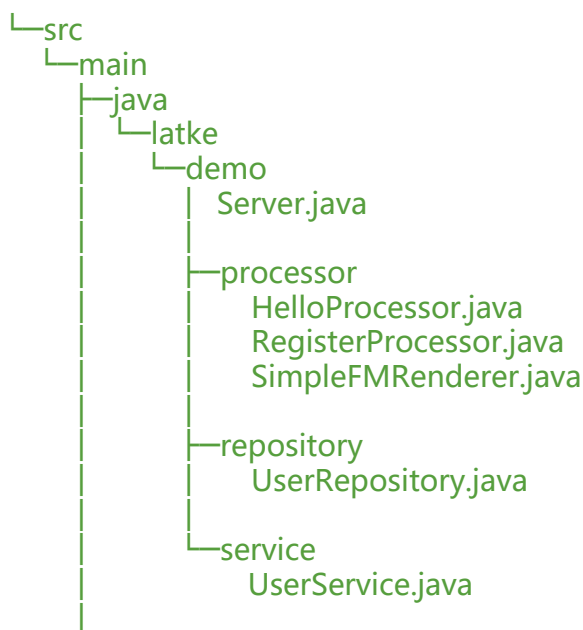 └─src
    └─main
        ├─java
        │  └─latke
        │      └─demo
        │          │  Server.java
        │          │
        │          ├─processor
        │          │      HelloProcessor.java
        │          │      RegisterProcessor.java
        │          │      SimpleFMRenderer.java
        │          │
        │          ├─repository
        │          │      UserRepository.java
        │          │
        │          └─service
        │                  UserService.java
        │